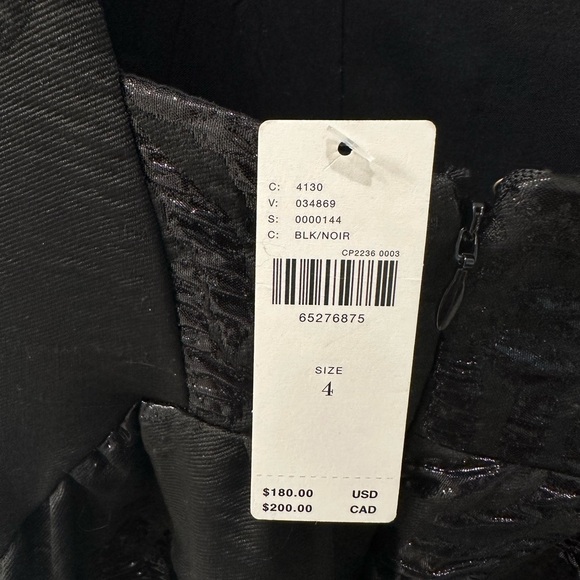 C: 4130
V: 034869
S: 0000144
C: BLK/NOIR
CP2236 0003
65276875
SIZE
4
$180.00 USD
$200.00 CAD